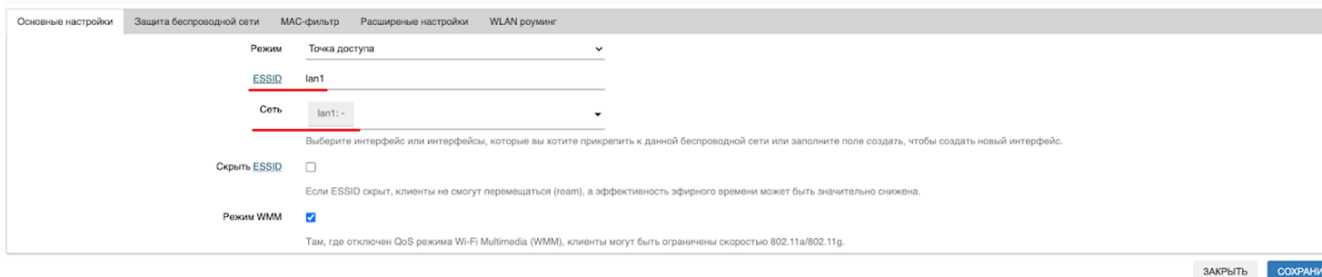 Основные настройки Защита беспроводной сети MAC-фильтр Расширеные настройки WLAN роуминг
Режим Точка доступа
ESSID lan1
Сеть lan1: -
Выберите интерфейс или интерфейсы, которые вы хотите прикрепить к данной беспроводной сети или заполните поле создать, чтобы создать новый интерфейс.
Скрыть ESSID
Если ESSID скрыт, клиенты не смогут перемещаться (roam), а эффективность эфирного времени может быть значительно снижена.
Режим WMM
Там, где отключен QoS режима Wi-Fi Multimedia (WMM), клиенты могут быть ограничены скоростью 802.11a/802.11g.
ЗАКРЫТЬ СОХРАНИ